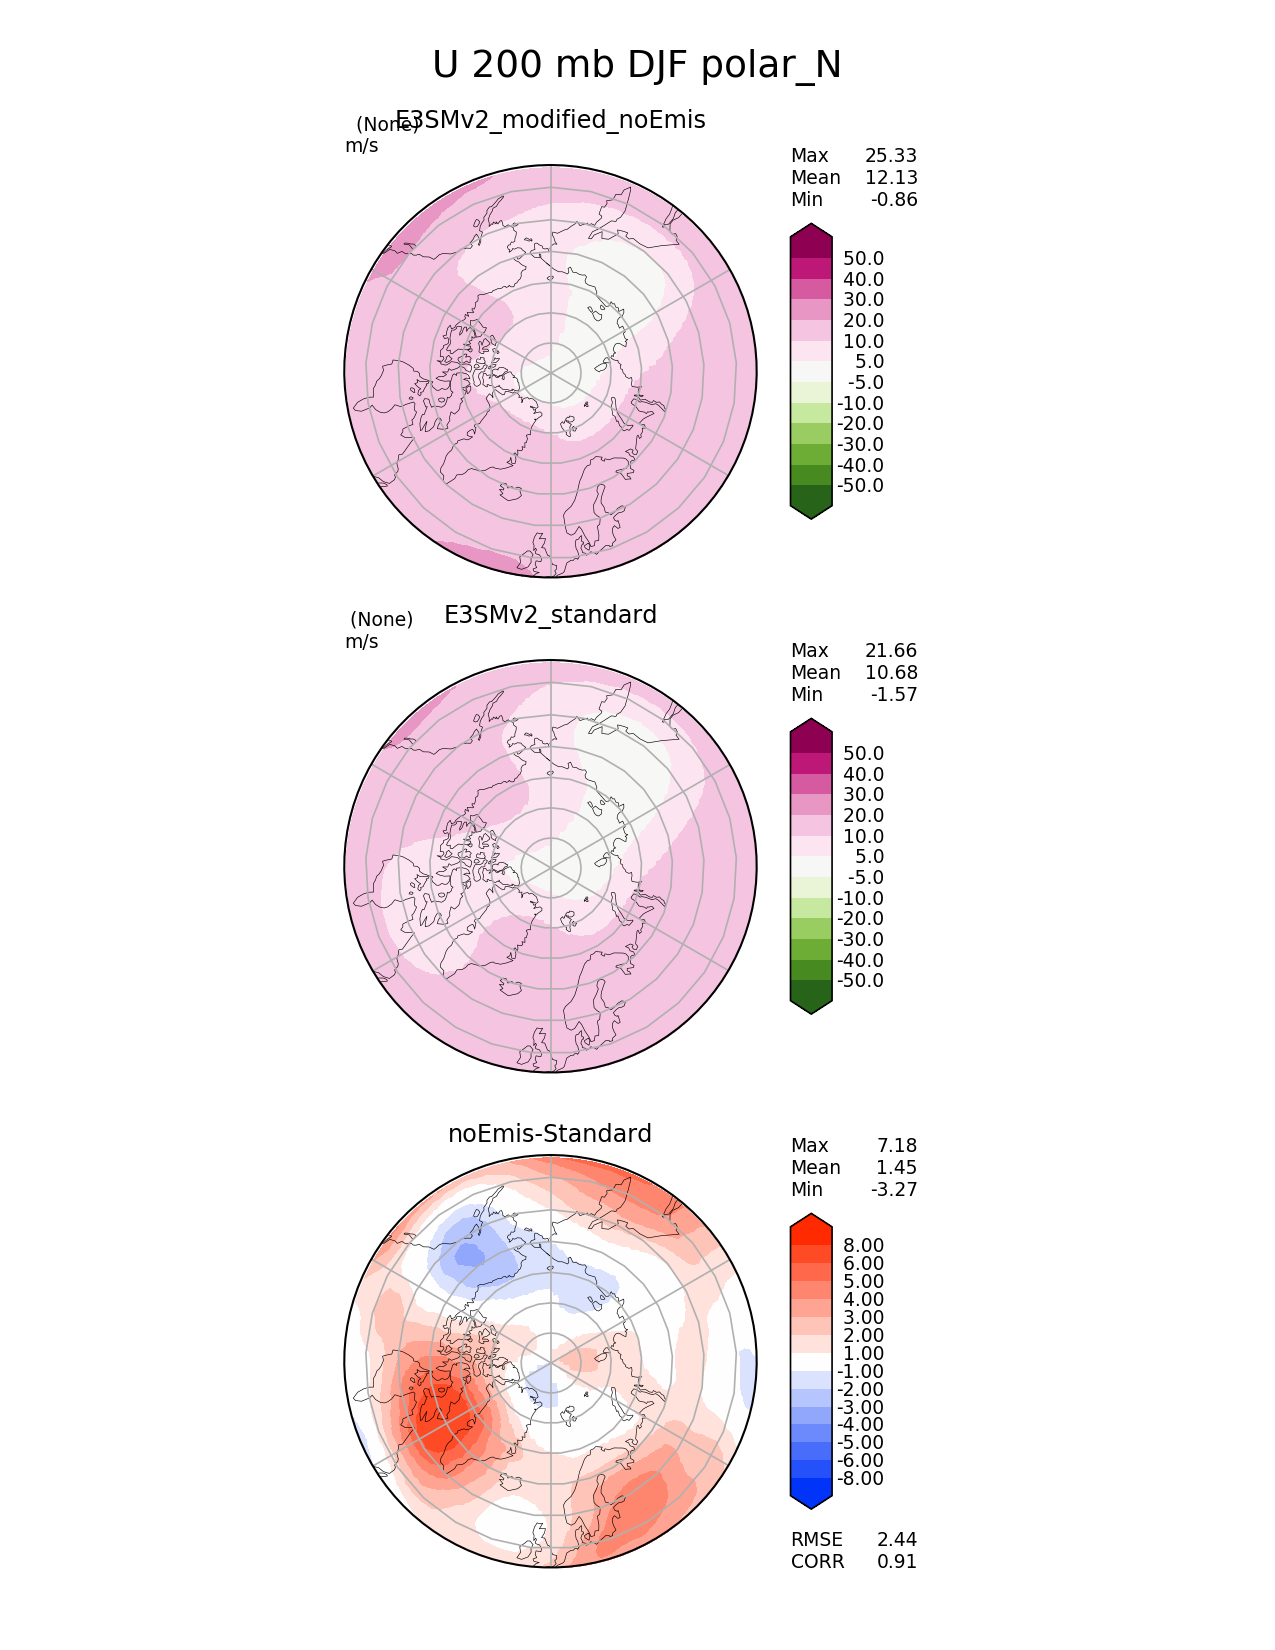 U 200 mb DJF polar_N
(None) E3SMv2_modified_noEmis
m/s
Max 25.33
Mean 12.13
Min -0.86
50.0
40.0
30.0
20.0
10.0
5.0
-5.0
-10.0
-20.0
-30.0
-40.0
-50.0
(None) E3SMv2_standard
m/s
Max 21.66
Mean 10.68
Min -1.57
50.0
40.0
30.0
20.0
10.0
5.0
-5.0
-10.0
-20.0
-30.0
-40.0
-50.0
noEmis-Standard
Max 7.18
Mean 1.45
Min -3.27
8.00
6.00
5.00
4.00
3.00
2.00
1.00
-1.00
-2.00
-3.00
-4.00
-5.00
-6.00
-8.00
RMSE 2.44
CORR 0.91